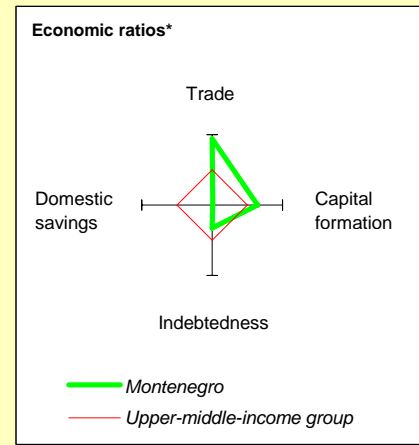 Economic ratios*
Trade
Domestic
savings
Capital
formation
Indebtedness
Montenegro
Upper-middle-income group